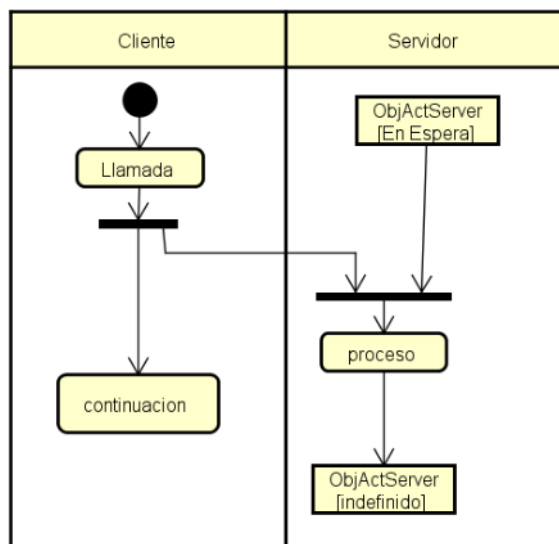 Cliente
Servidor
ObjActServer
[En Espera]
Llamada
proceso
continuacion
ObjActServer
[indefinido]